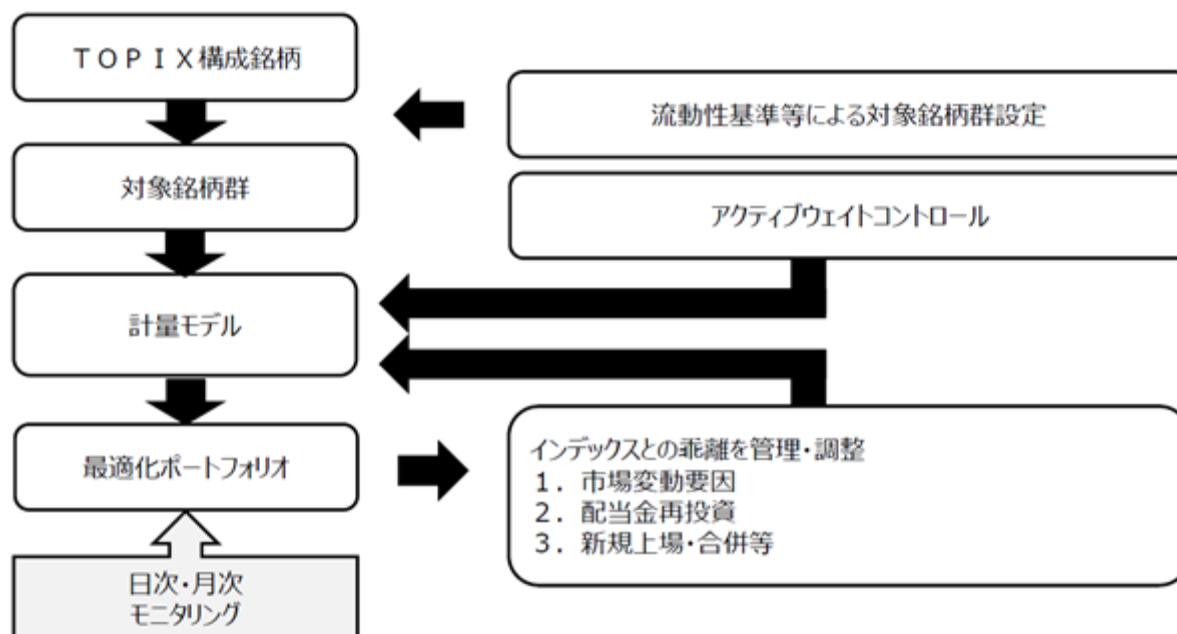 ＴＯＰＩＸ構成銘柄
流動性基準等による対象銘柄群設定
対象銘柄群
アクティブウェイトコントロール
計量モデル
最適化ポートフォリオ
インデックスとの乖離を管理・調整
１．市場変動要因
２．配当金再投資
３．新規上場・合併等
日次・月次
モニタリング